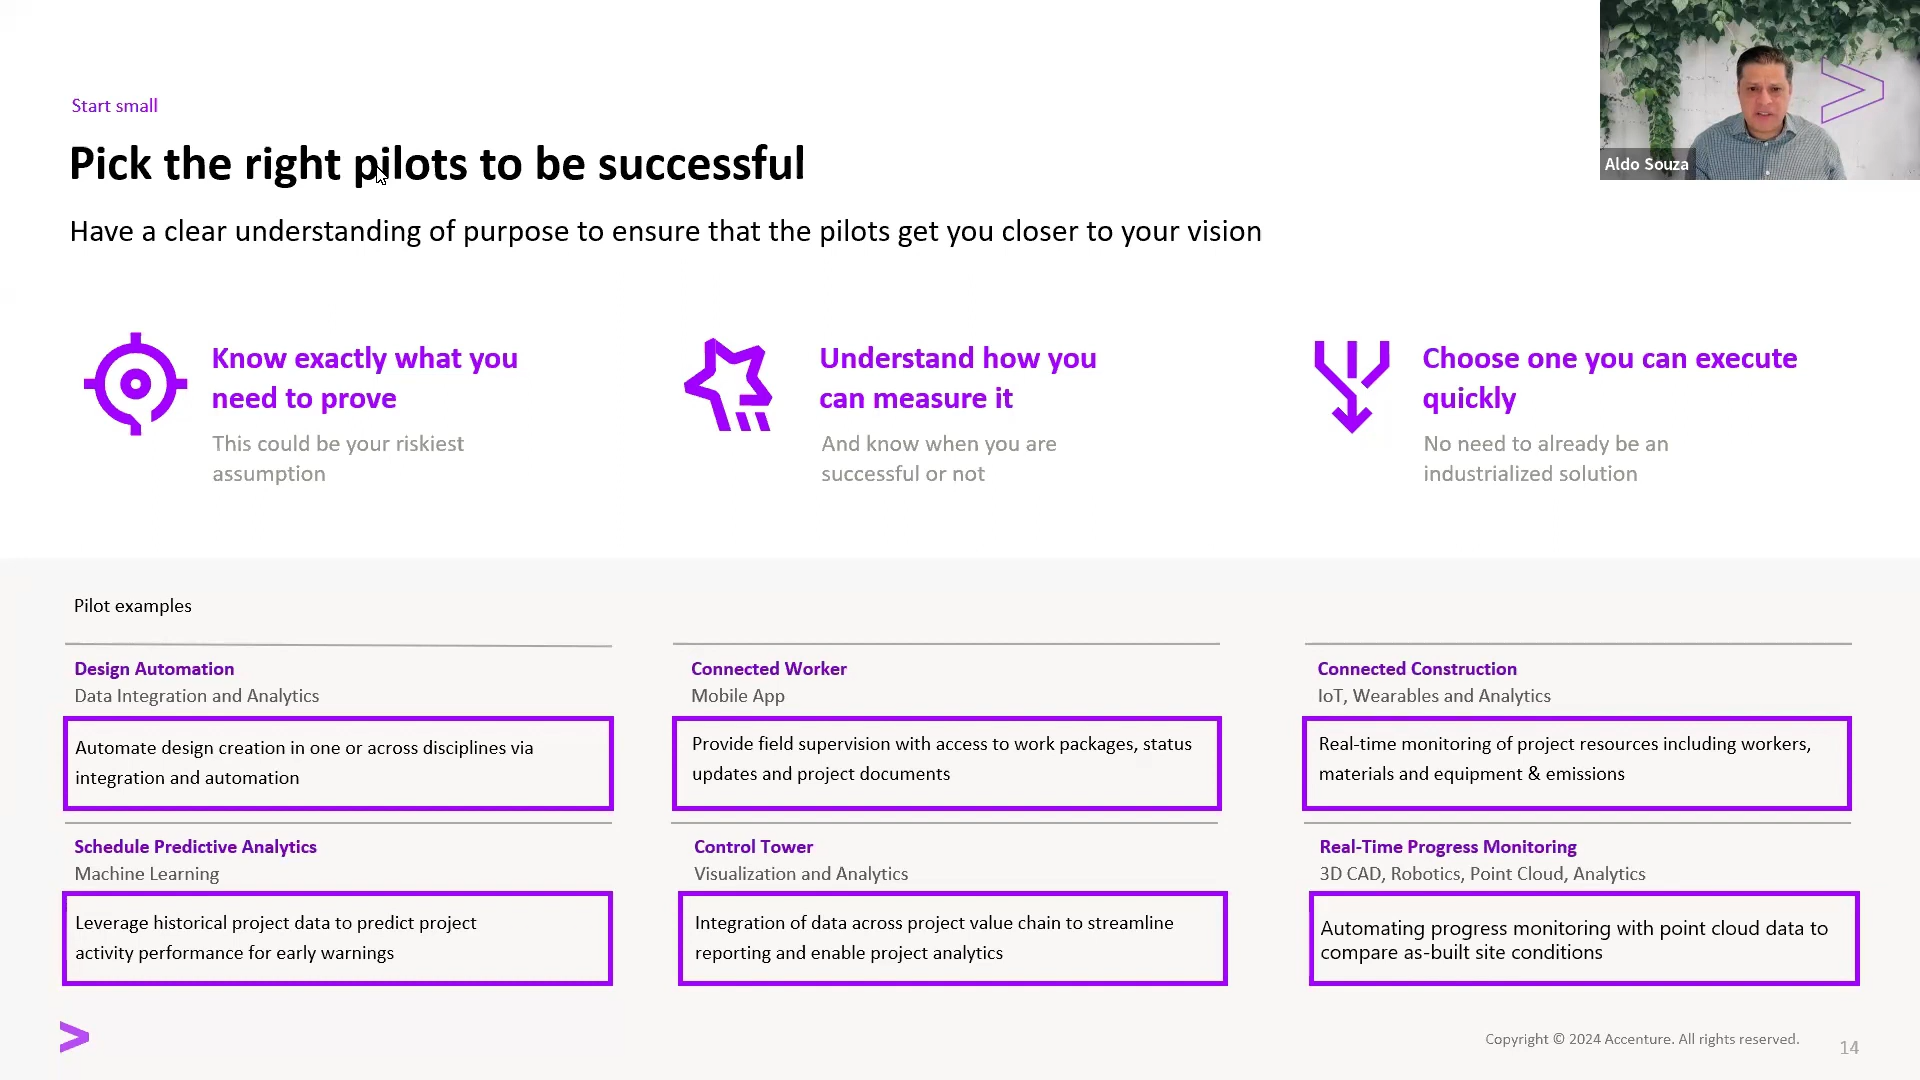 Start small
Pick the right pilots to be successful
Have a clear understanding of purpose to ensure that the pilots get you closer to your vision
Aldo Souza
Know exactly what you
need to prove
This could be your riskiest
assumption
Understand how you
can measure it
And know when you are
successful or not
Choose one you can execute
quickly
No need to already be an
industrialized solution
Pilot examples
Design Automation
Data Integration and Analytics
Automate design creation in one or across disciplines via
integration and automation
Connected Worker
Mobile App
Provide field supervision with access to work packages, status
updates and project documents
Connected Construction
IoT, Wearables and Analytics
Real-time monitoring of project resources including workers,
materials and equipment & emissions
Schedule Predictive Analytics
Machine Learning
Leverage historical project data to predict project
activity performance for early warnings
Control Tower
Visualization and Analytics
Integration of data across project value chain to streamline
reporting and enable project analytics
Real-Time Progress Monitoring
3D CAD, Robotics, Point Cloud, Analytics
Automating progress monitoring with point cloud data to
compare as-built site conditions
Copyright © 2024 Accenture. All rights reserved.
14